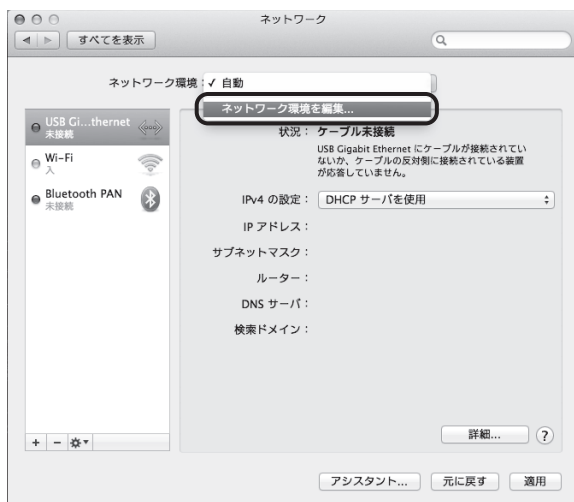 ネットワーク
すべてを表示
ネットワーク環境：✓ 自動
ネットワーク環境を編集...
USB Gi...thernet
未接続
Wi-Fi
入
Bluetooth PAN
未接続
状況： ケーブル未接続
USB Gigabit Ethernet にケーブルが接続されてい
ないか、ケーブルの反対側に接続されている装置
が応答していません。
IPv4 の設定： DHCP サーバを使用
IP アドレス：
サブネットマスク：
ルーター：
DNS サーバ：
検索ドメイン：
詳細... ?
+ −
アシスタント... 元に戻す 適用